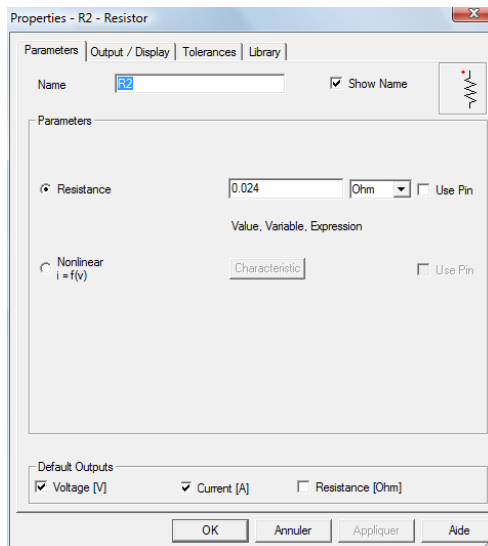 Properties - R2 - Resistor
Parameters Output / Display Tolerances Library
Name R2 Show Name
Parameters
Resistance 0.024 Ohm Use Pin
Value, Variable, Expression
Nonlinear
i = f(v) Characteristic Use Pin
Default Outputs
Voltage [V] Current [A] Resistance [Ohm]
OK Annuler Appliquer Aide